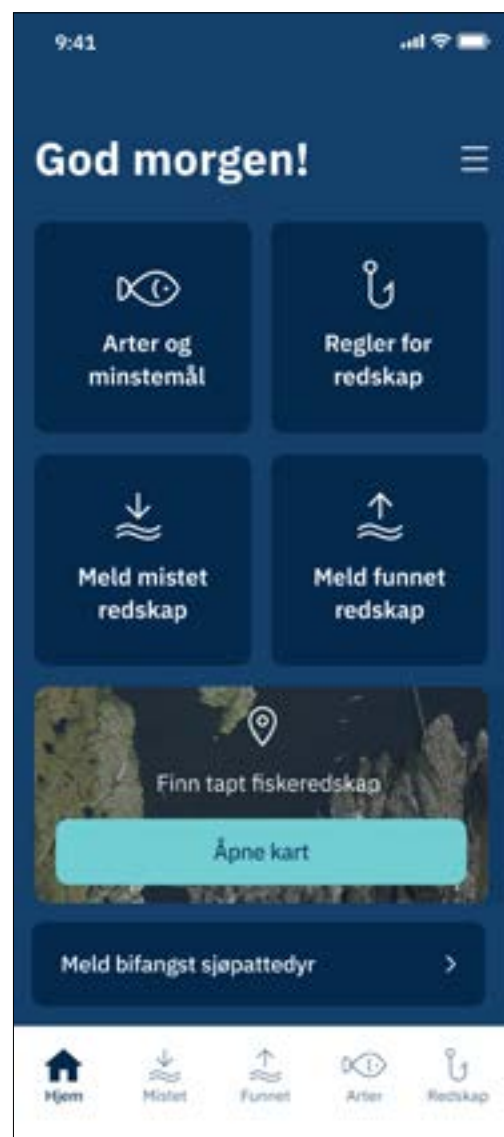 9:41
God morgen!
Arter og
minstemål
Regler for
redskap
Meld mistet
redskap
Meld funnet
redskap
Finn tapt fiskeredskap
Åpne kart
Meld bifangst sjøpattedyr
Hjem
Mistet
Funnet
Arter
Redskap